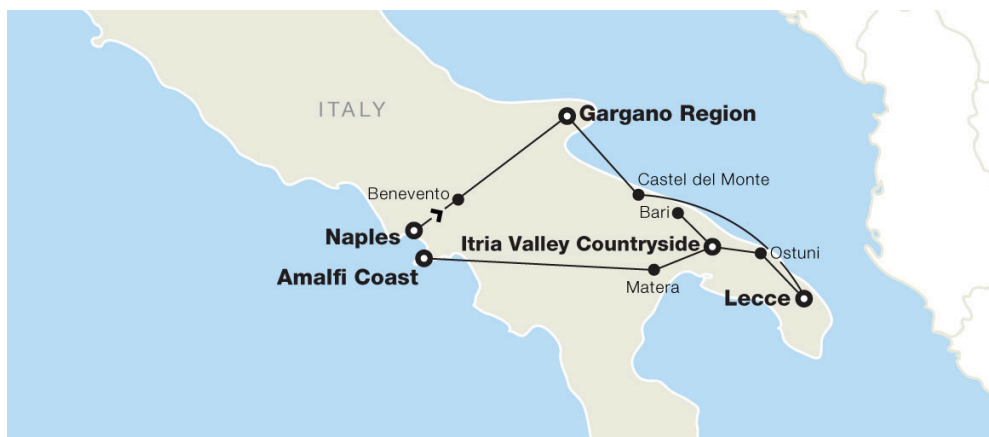 ITALY
Gargano Region
Castel del Monte
Benevento
Bari
Naples
Itria Valley Countryside
Ostuni
Amalfi Coast
Matera
Lecce